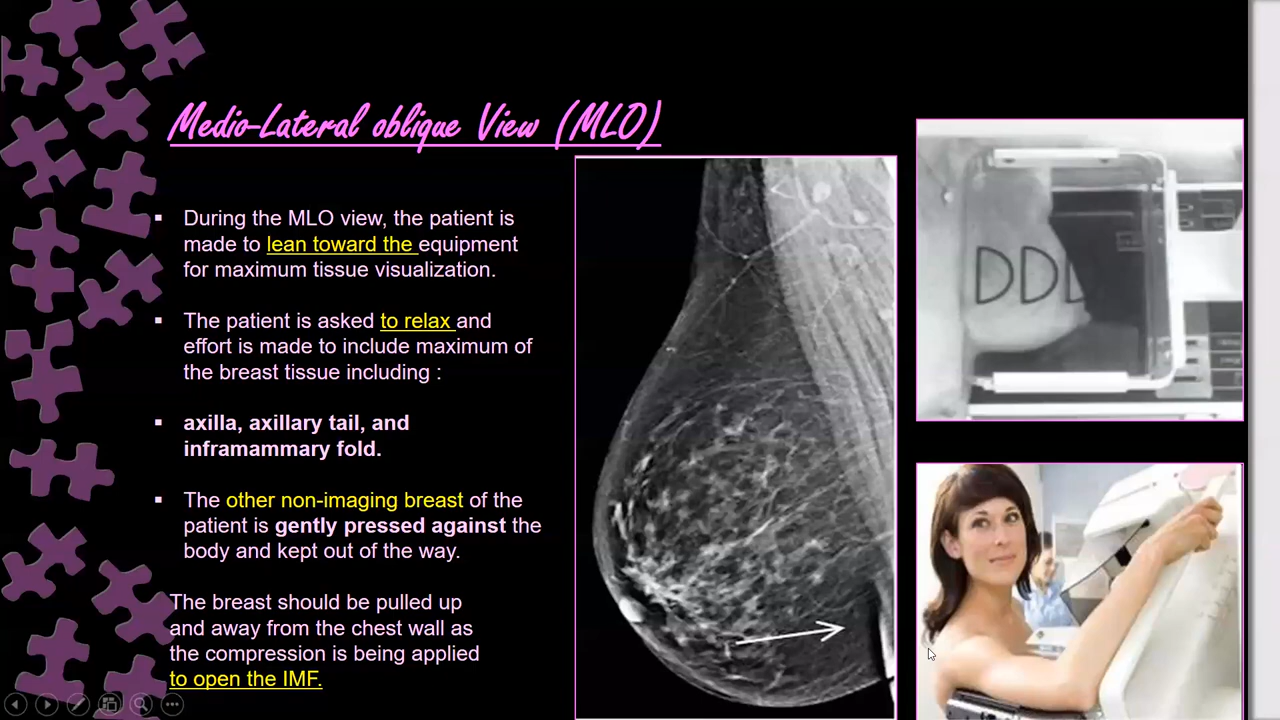 Medio-Lateral oblique View (MLO)
▪ During the MLO view, the patient is
made to lean toward the equipment
for maximum tissue visualization.
▪ The patient is asked to relax and
effort is made to include maximum of
the breast tissue including :
▪ axilla, axillary tail, and
inframammary fold.
▪ The other non-imaging breast of the
patient is gently pressed against the
body and kept out of the way.
The breast should be pulled up
and away from the chest wall as
the compression is being applied
to open the IMF.
DDD